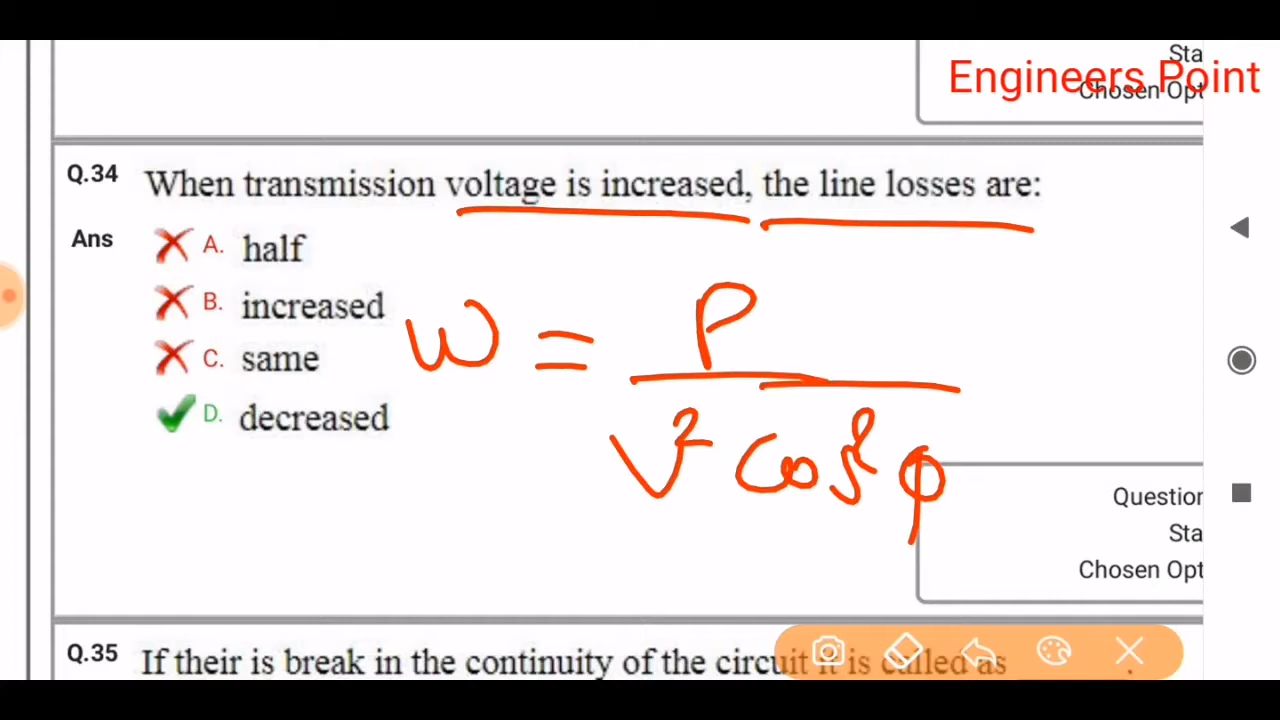 Sta
Engineers Point
Chosen Opt
Q.34 When transmission voltage is increased, the line losses are:
Ans A. half
B. increased
C. same
D. decreased
W = P
V² Cos² φ
Question
Sta
Chosen Opt
Q.35 If their is break in the continuity of the circuit it is called as